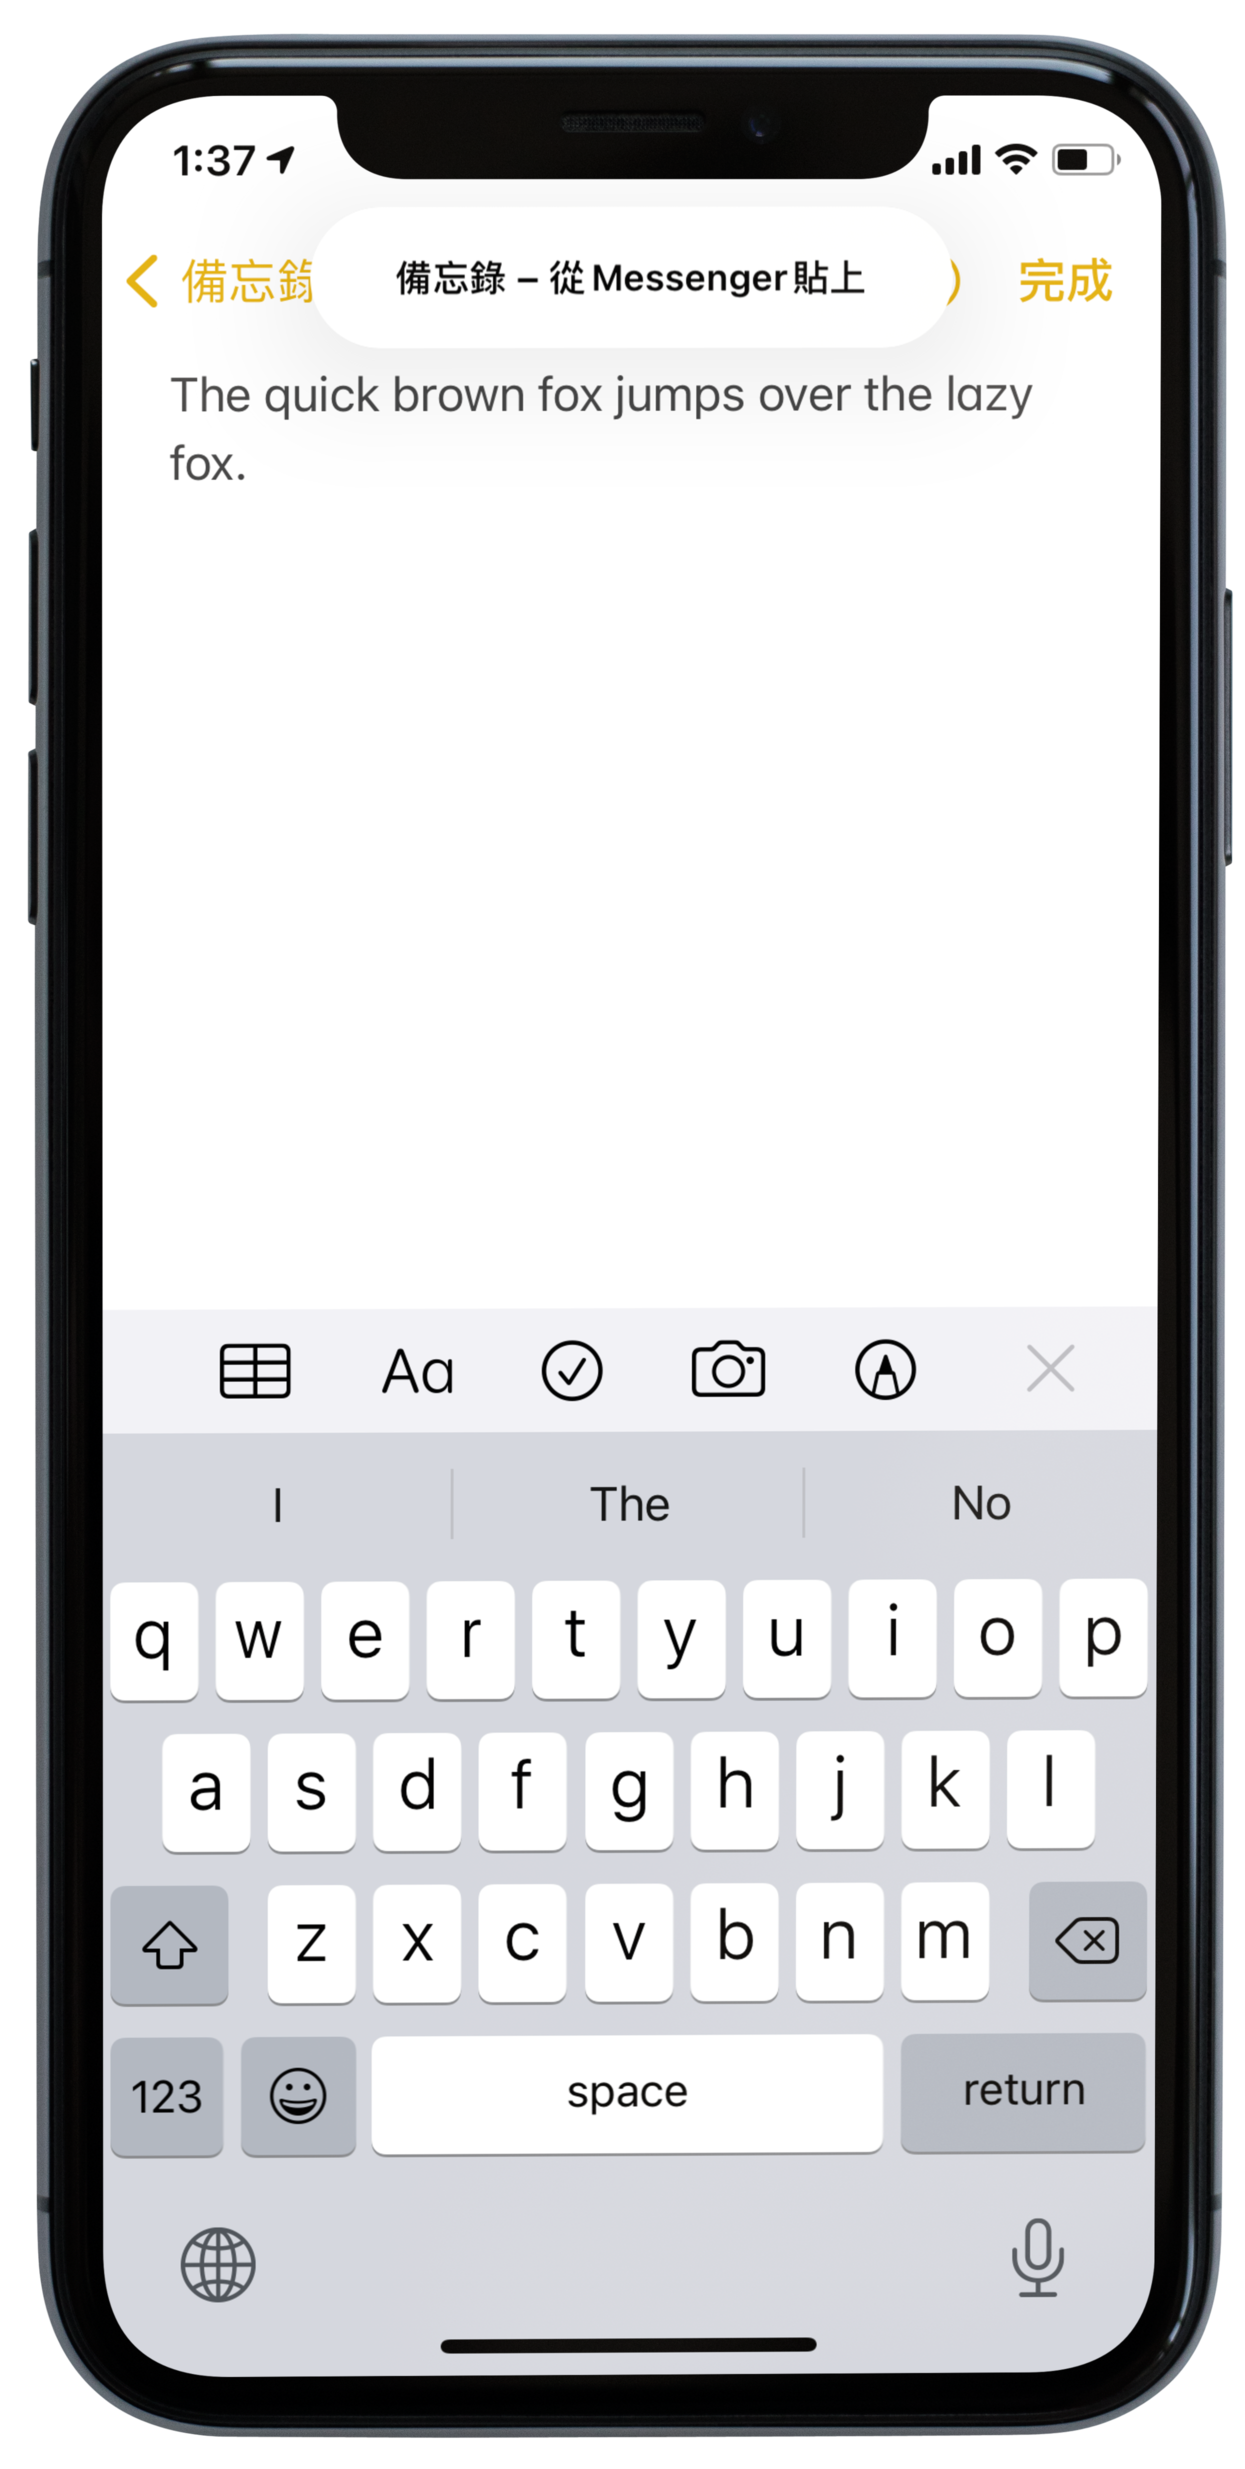 1:37
備忘錄
備忘錄 – 從 Messenger 貼上
完成
The quick brown fox jumps over the lazy
fox.
Aa
I The No
q w e r t y u i o p
a s d f g h j k l
z x c v b n m
123 space return